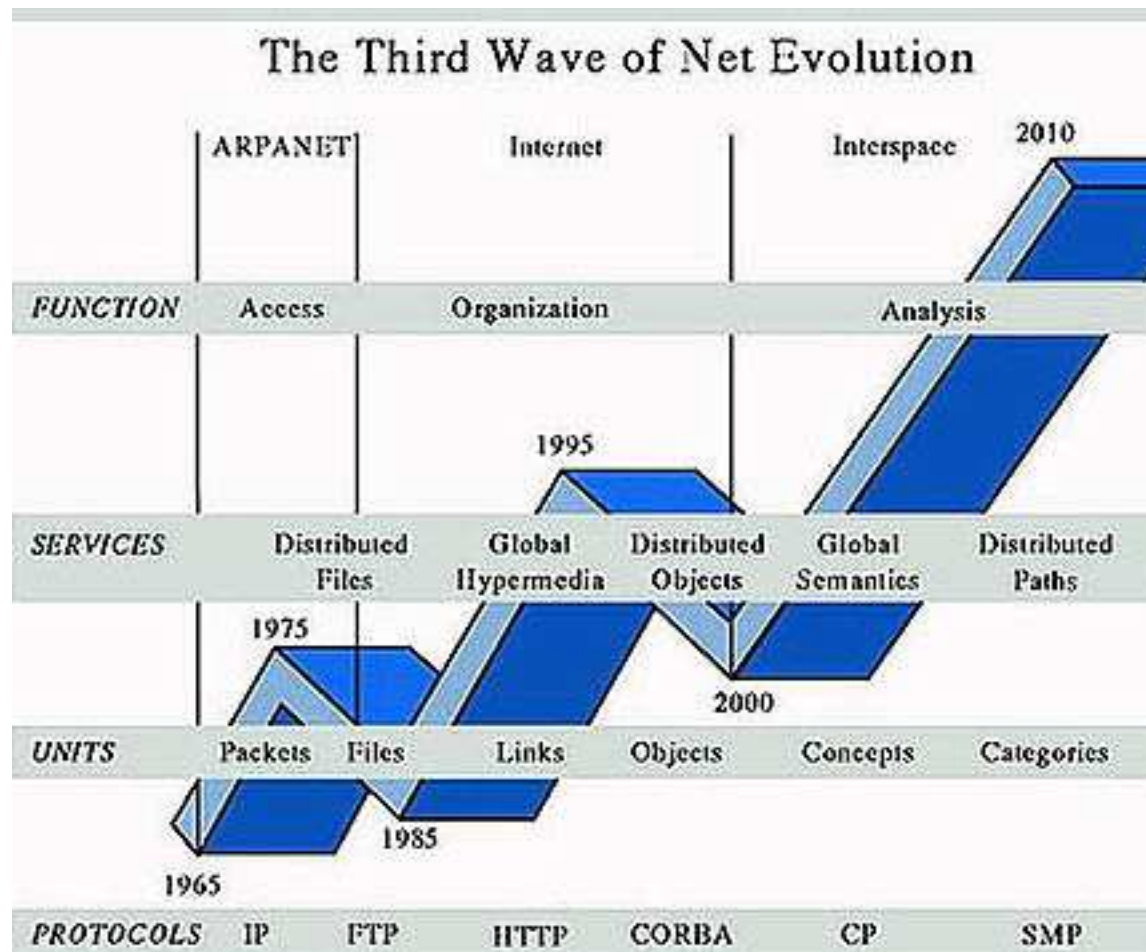 The Third Wave of Net Evolution
2010
ARPANET Internet Interspace
FUNCTION Access Organization Analysis
1995
SERVICES Distributed Global Distributed Global Distributed
Files Hypermedia Objects Semantics Paths
1975
2000
UNITS Packets Files Links Objects Concepts Categories
1985
1965
PROTOCOLS IP FTP HTTP CORBA CP SMP